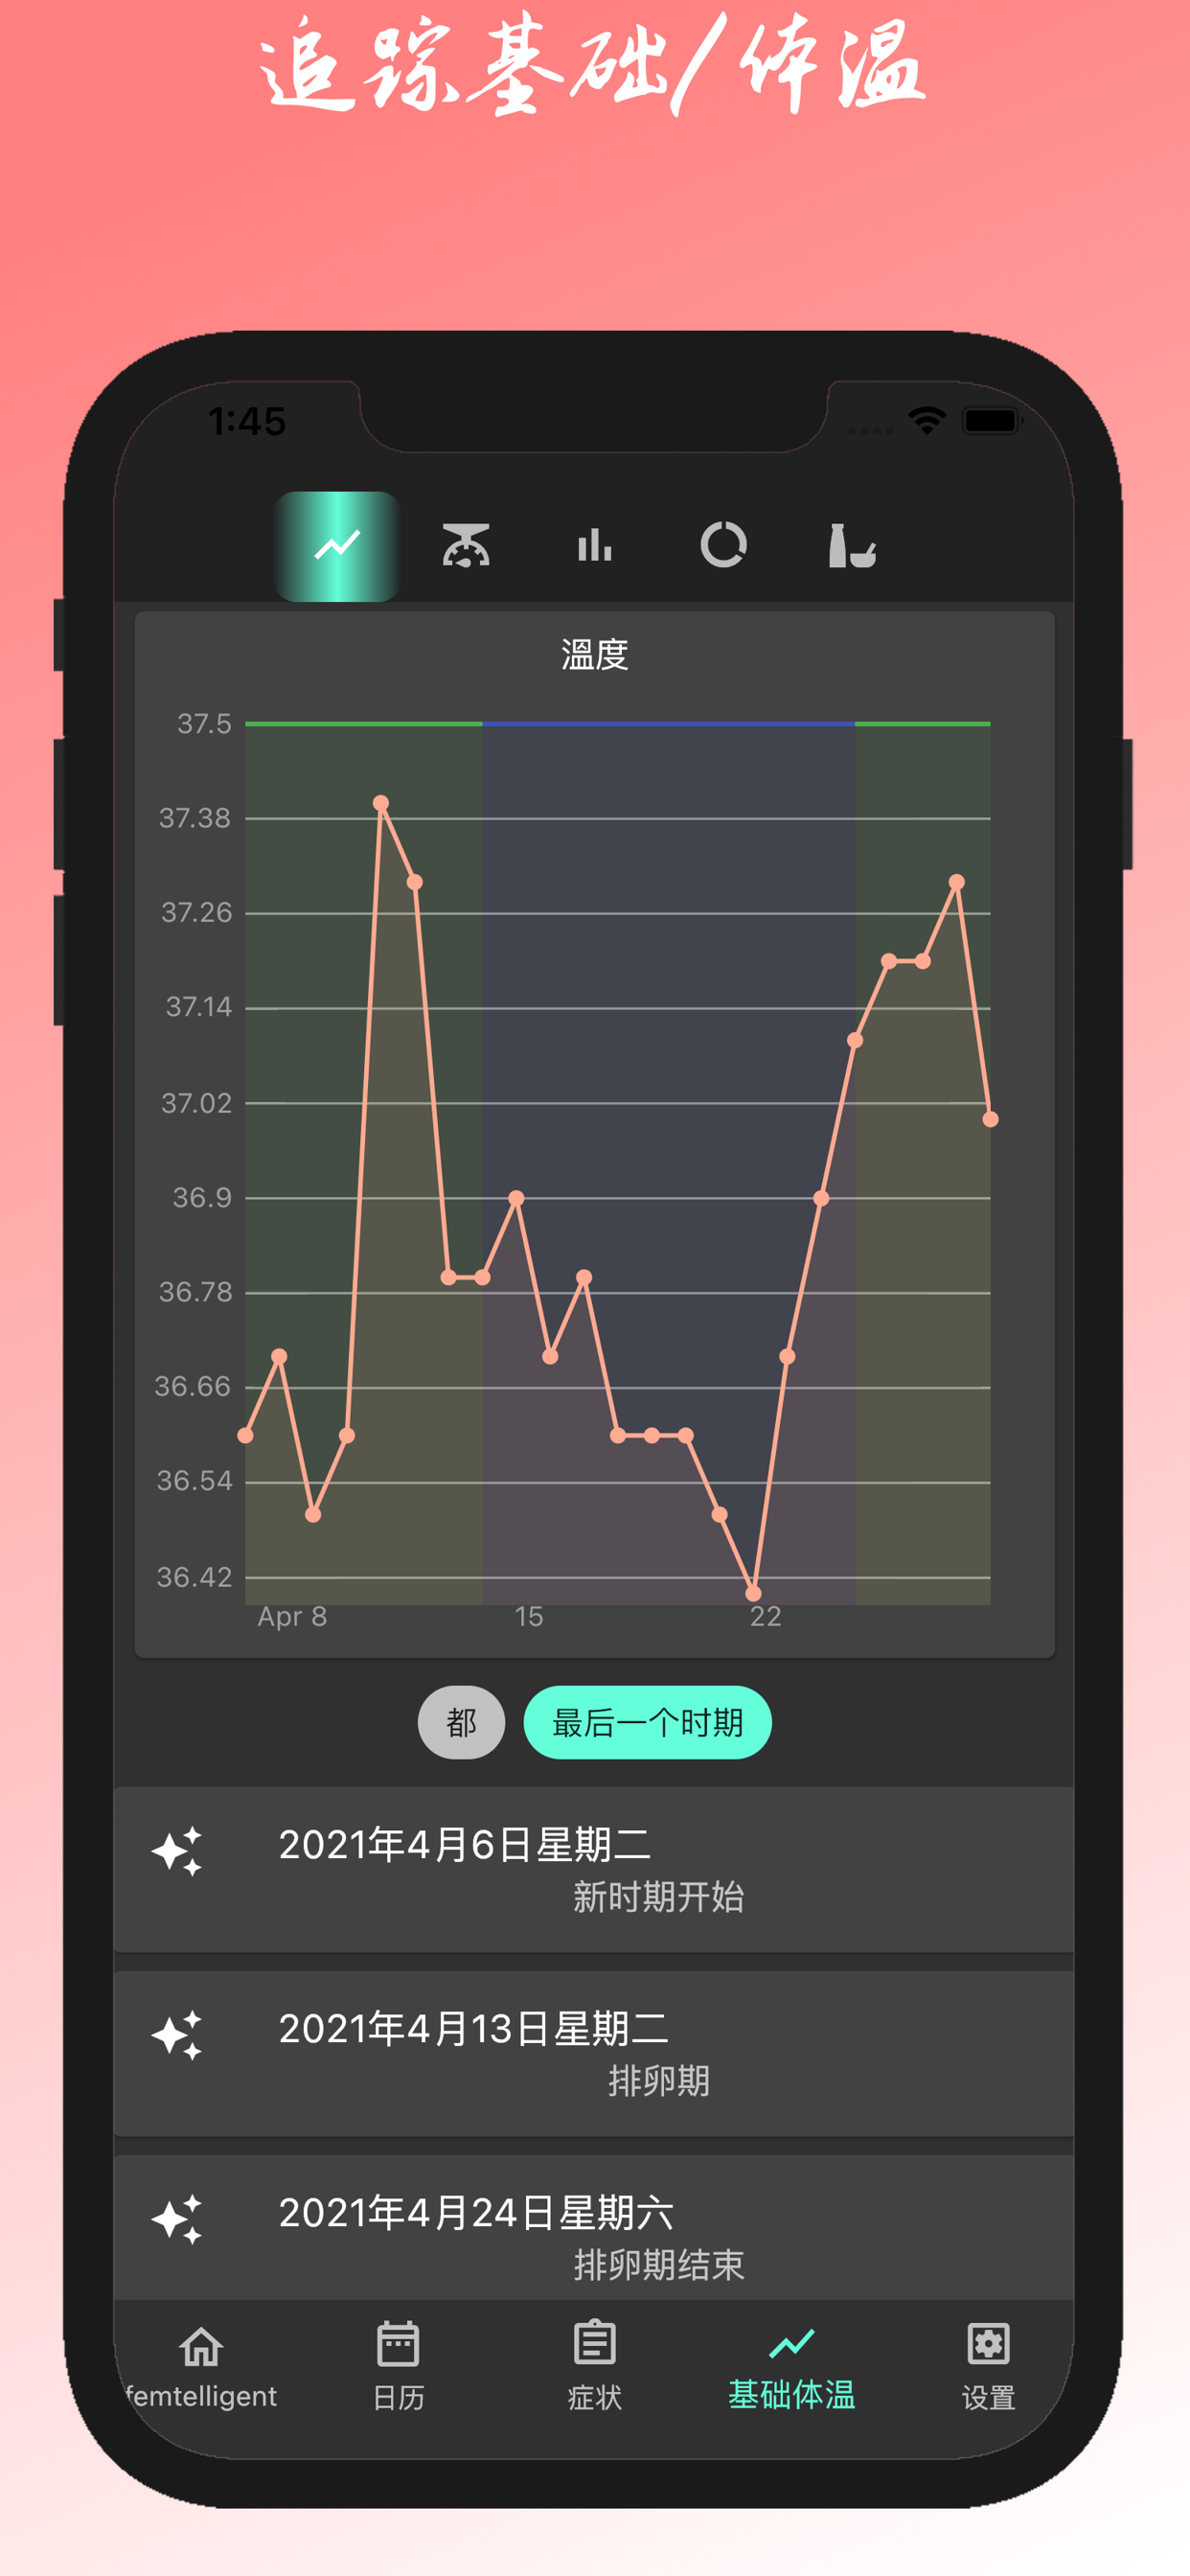 追踪基础/体温
1:45
溫度
37.5
37.38
37.26
37.14
37.02
36.9
36.78
36.66
36.54
36.42
Apr 8 15 22
都 最后一个时期
2021年4月6日星期二
新时期开始
2021年4月13日星期二
排卵期
2021年4月24日星期六
排卵期结束
femtelligent 日历 症状 基础体温 设置